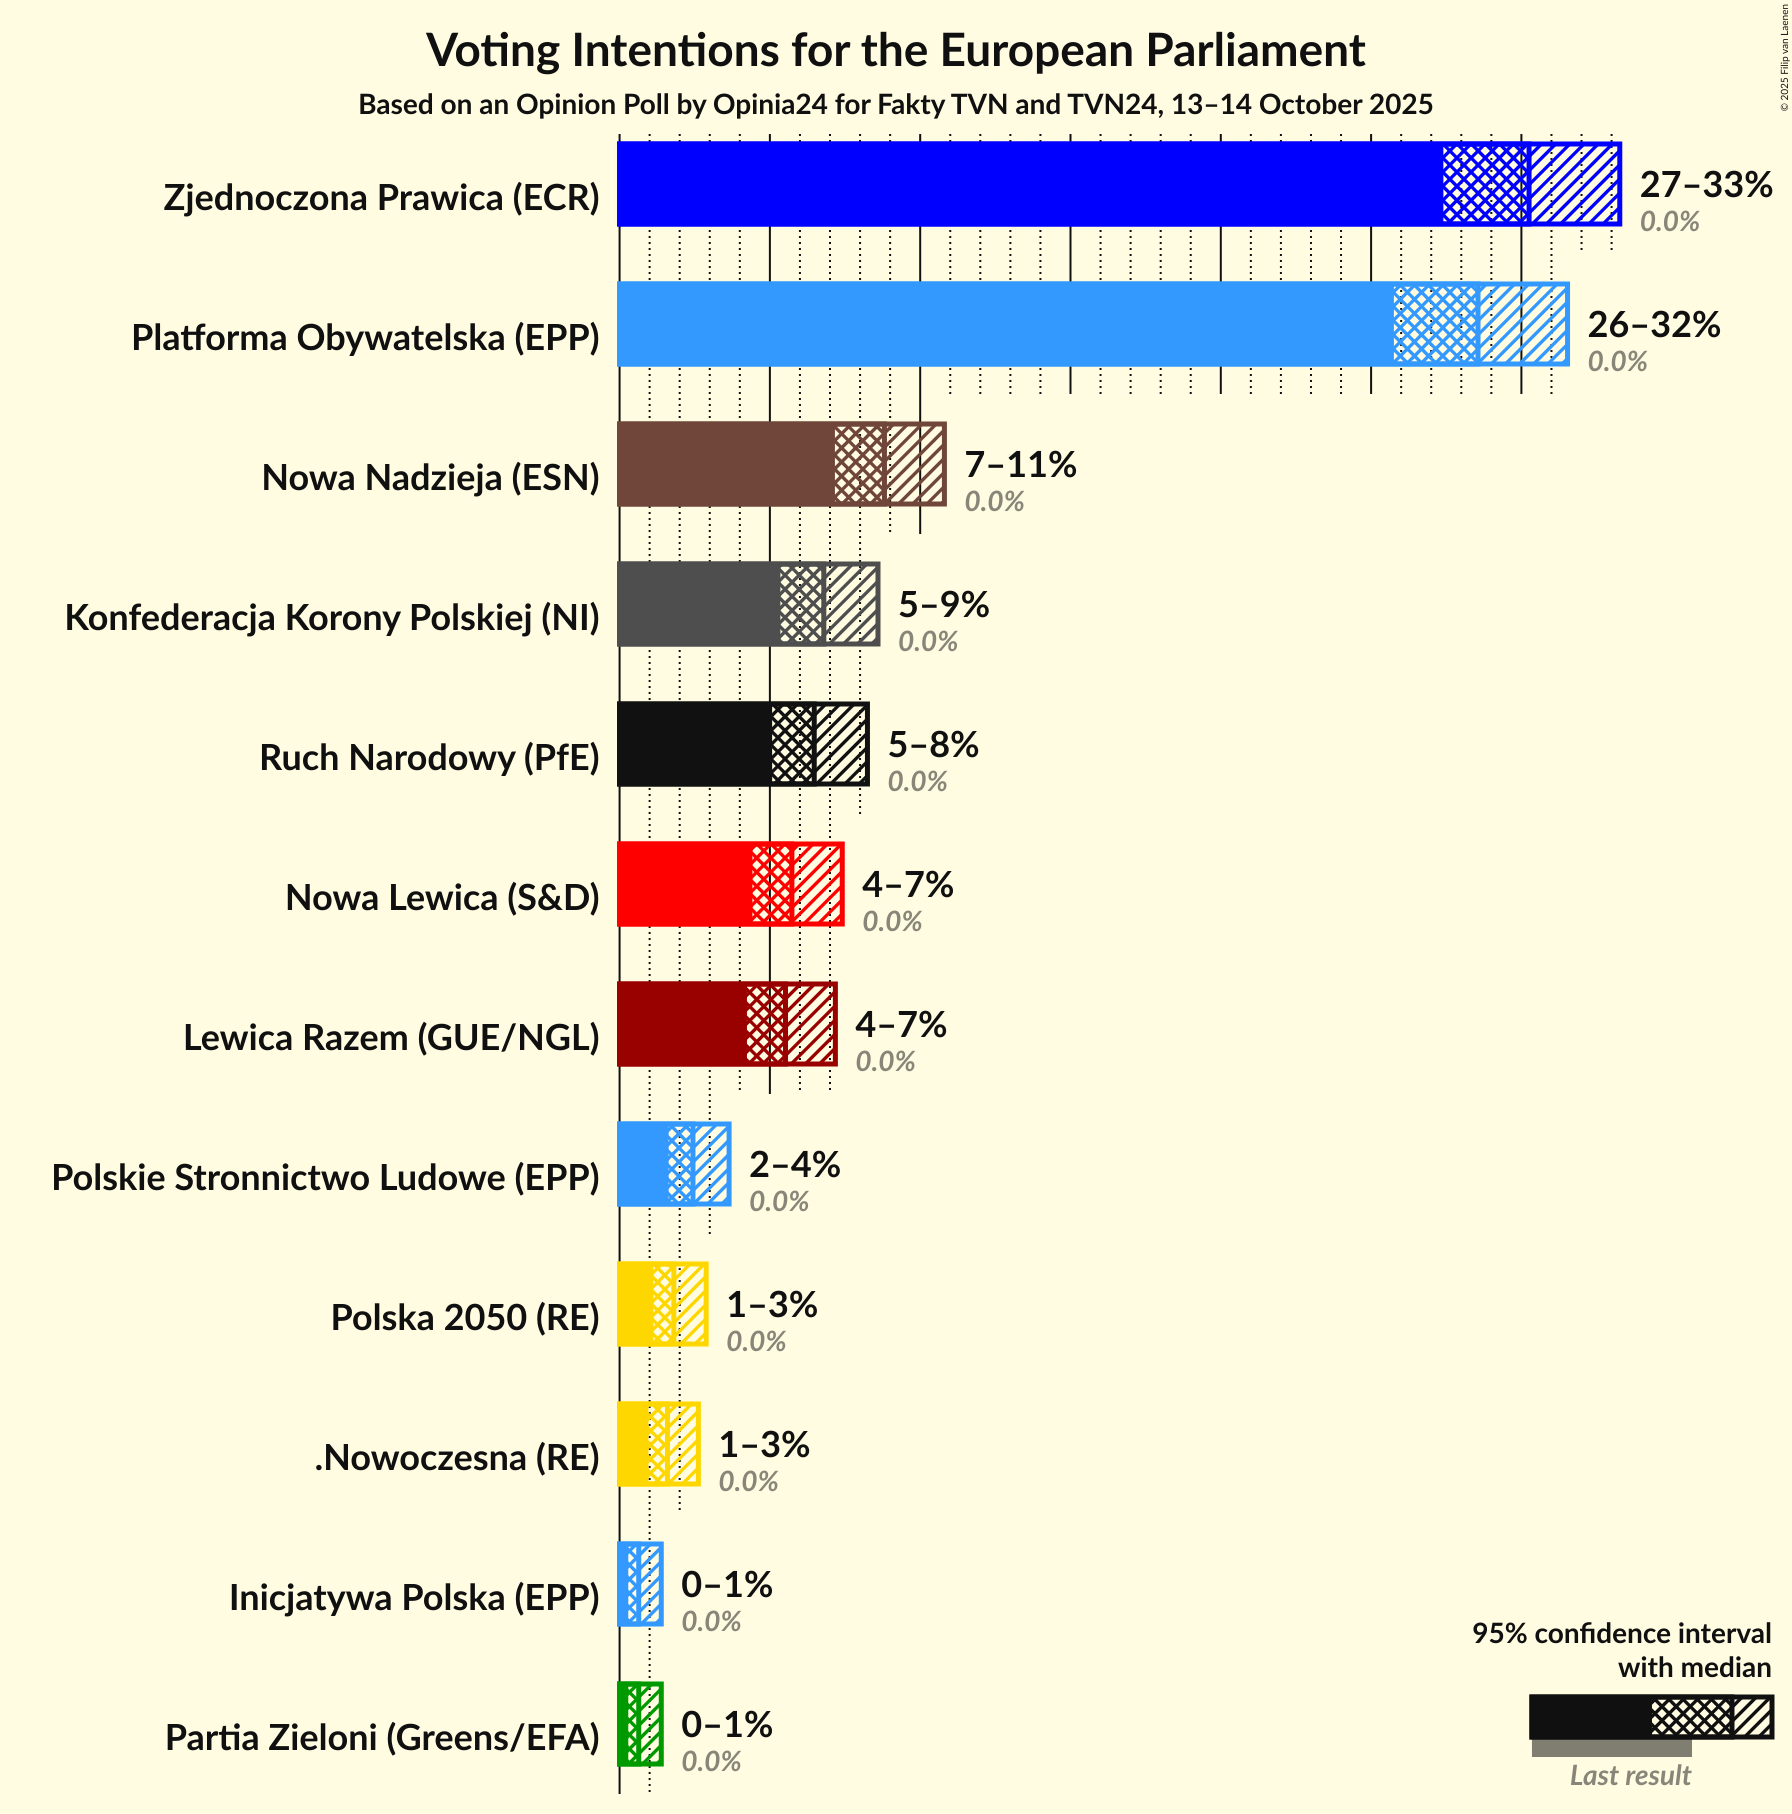 © 2025 Filip van Laenen
Voting Intentions for the European Parliament
Based on an Opinion Poll by Opinia24 for Fakty TVN and TVN24, 13–14 October 2025
Zjednoczona Prawica (ECR)
27–33%
0.0%
Platforma Obywatelska (EPP)
26–32%
0.0%
Nowa Nadzieja (ESN)
7–11%
0.0%
Konfederacja Korony Polskiej (NI)
5–9%
0.0%
Ruch Narodowy (PfE)
5–8%
0.0%
Nowa Lewica (S&D)
4–7%
0.0%
Lewica Razem (GUE/NGL)
4–7%
0.0%
Polskie Stronnictwo Ludowe (EPP)
2–4%
0.0%
Polska 2050 (RE)
1–3%
0.0%
.Nowoczesna (RE)
1–3%
0.0%
Inicjatywa Polska (EPP)
0–1%
0.0%
Partia Zieloni (Greens/EFA)
0–1%
0.0%
95% confidence interval
with median
Last result